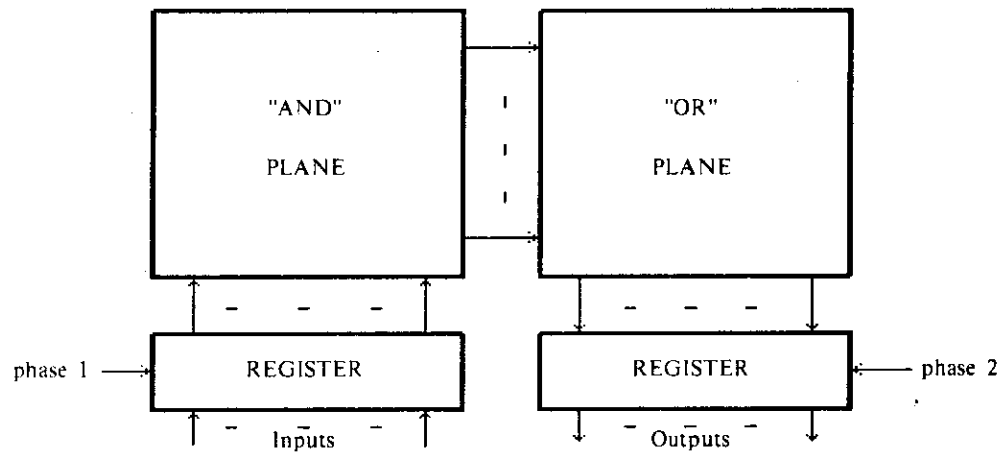 "AND"
PLANE
"OR"
PLANE
phase 1
REGISTER
REGISTER
phase 2
Inputs
Outputs